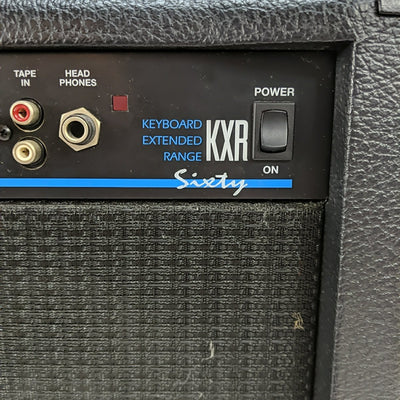 TAPE
IN
HEAD
PHONES
KEYBOARD
EXTENDED
RANGE
KXR
Sixty
POWER
ON